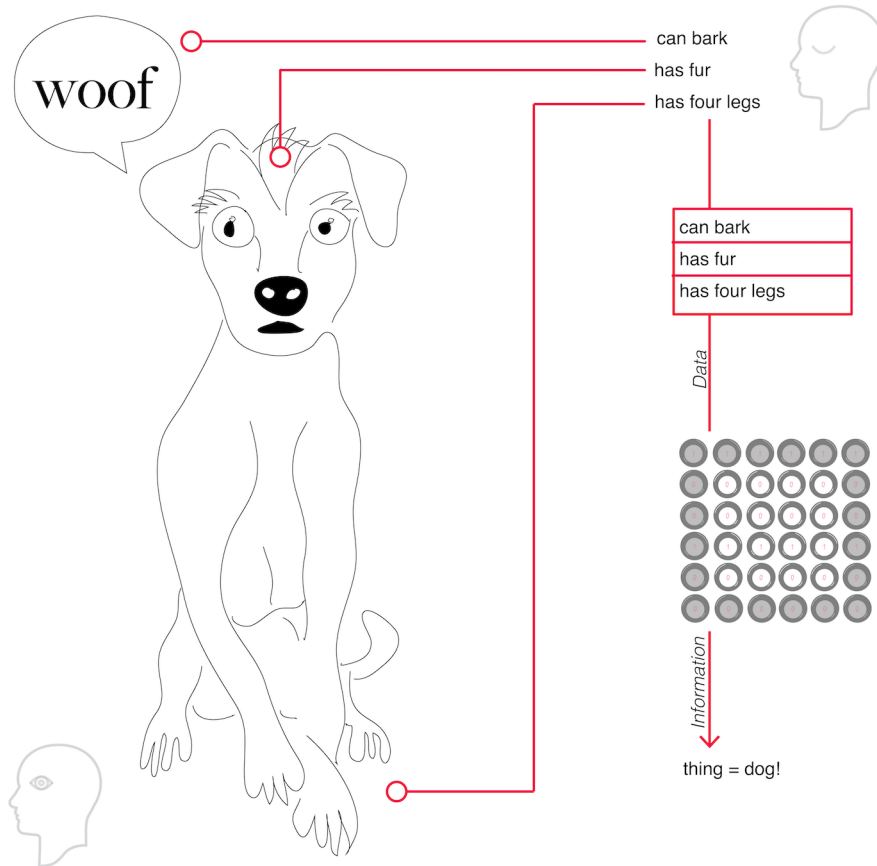 woof
can bark
has fur
has four legs
can bark
has fur
has four legs
Data
Information
thing = dog!